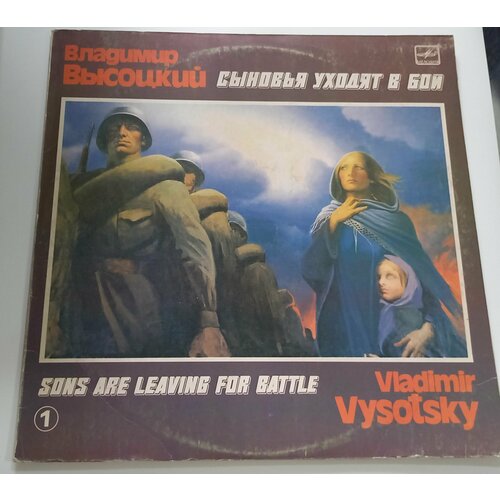 Владимир
Высоцкий
СЫНОВЬЯ УХОДЯТ В БОЙ
SONS ARE LEAVING FOR BATTLE
Vladimir
Vysotsky
1